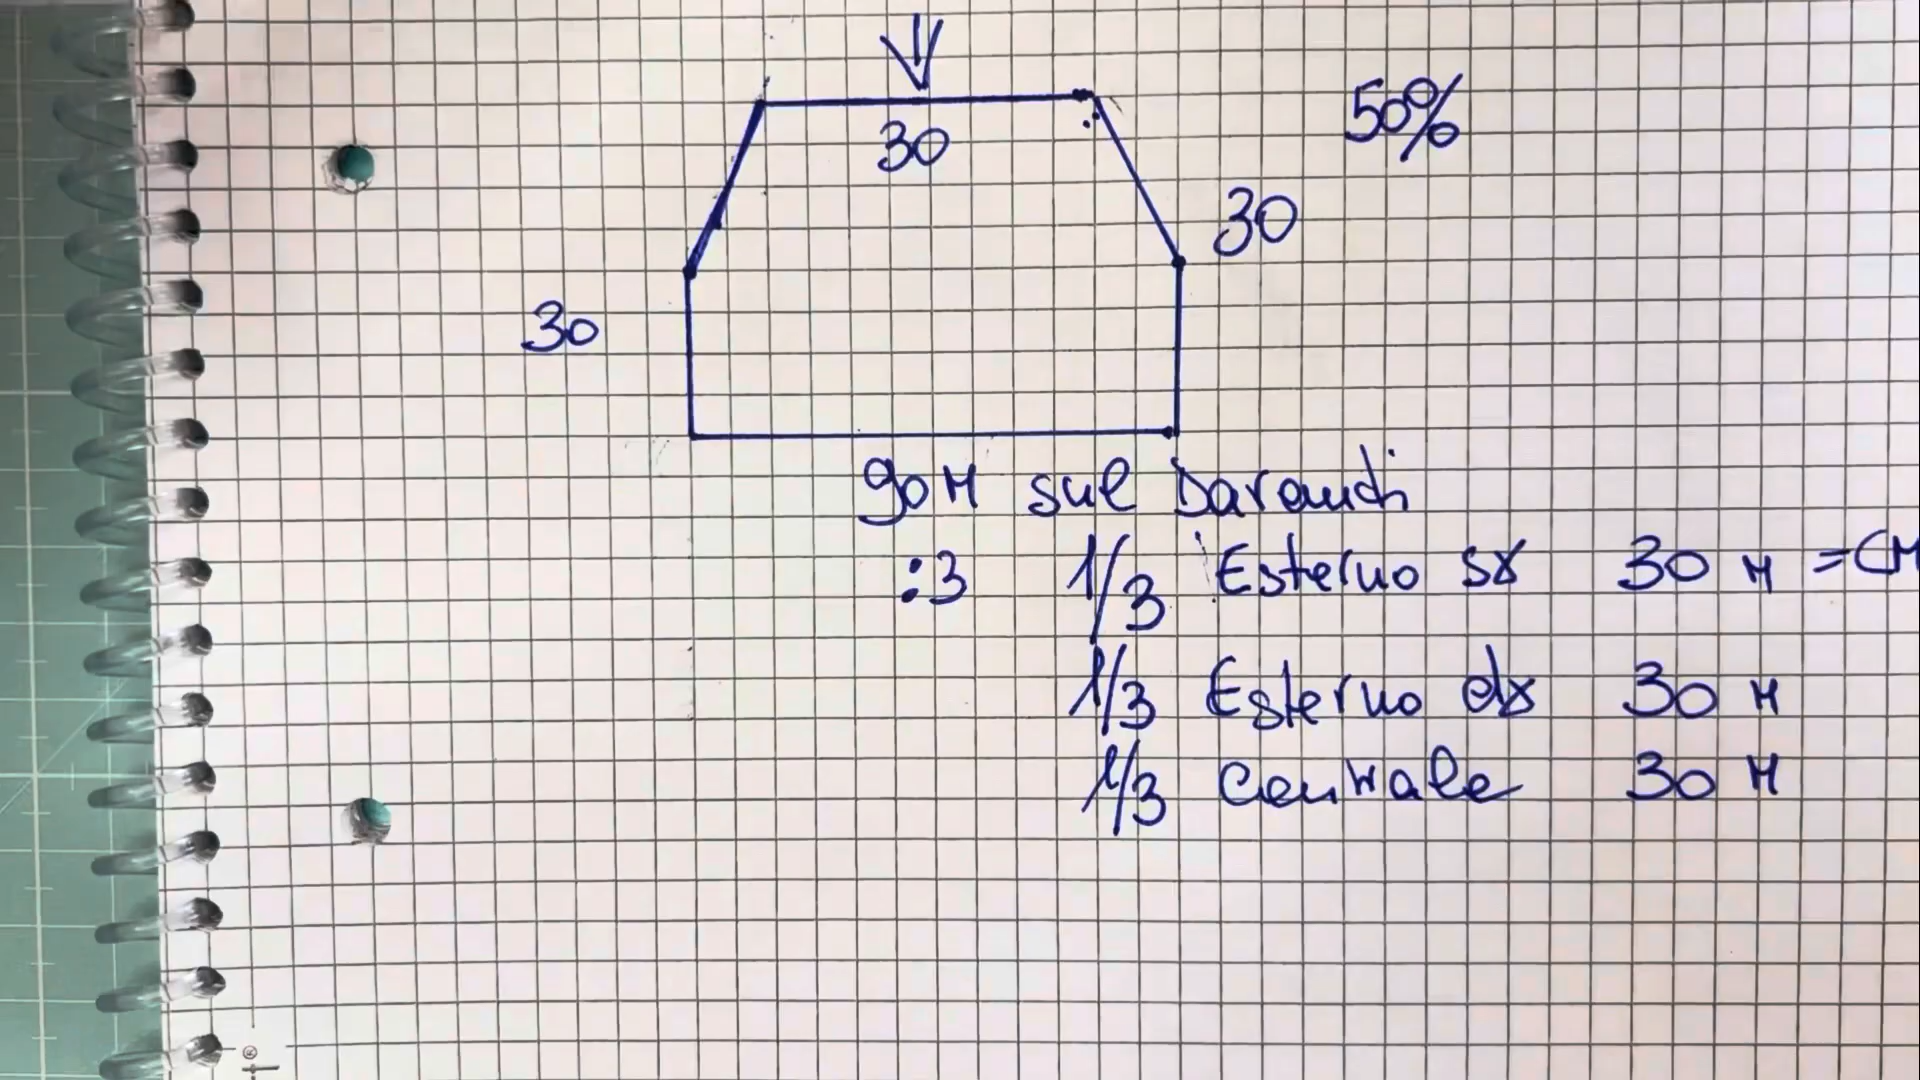 30
50%
30
30
90 M sul Davanti
:3 1/3 Esterno sx 30 M = CM
1/3 Esterno dx 30 M
1/3 Centrale 30 M